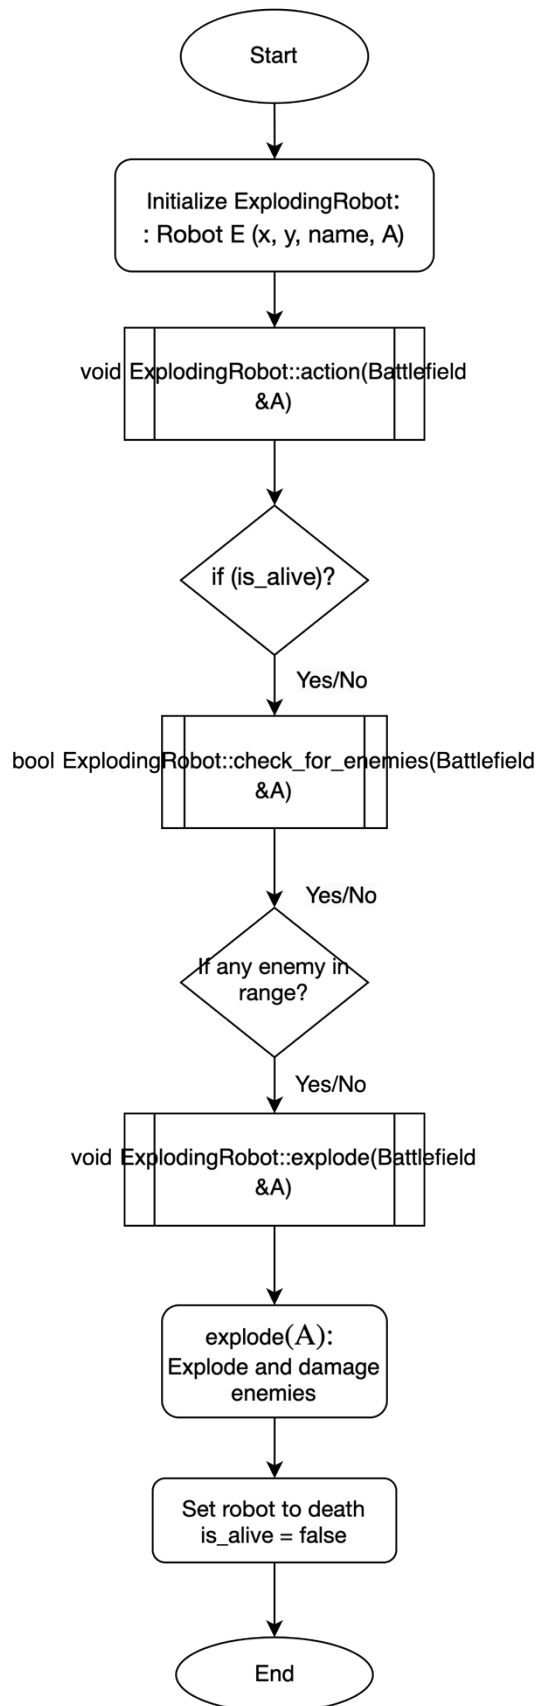 Start
Initialize ExplodingRobot:
: Robot E (x, y, name, A)
void ExplodingRobot::action(Battlefield
&A)
if (is_alive)?
Yes/No
bool ExplodingRobot::check_for_enemies(Battlefield
&A)
Yes/No
If any enemy in
range?
Yes/No
void ExplodingRobot::explode(Battlefield
&A)
explode(A):
Explode and damage
enemies
Set robot to death
is_alive = false
End